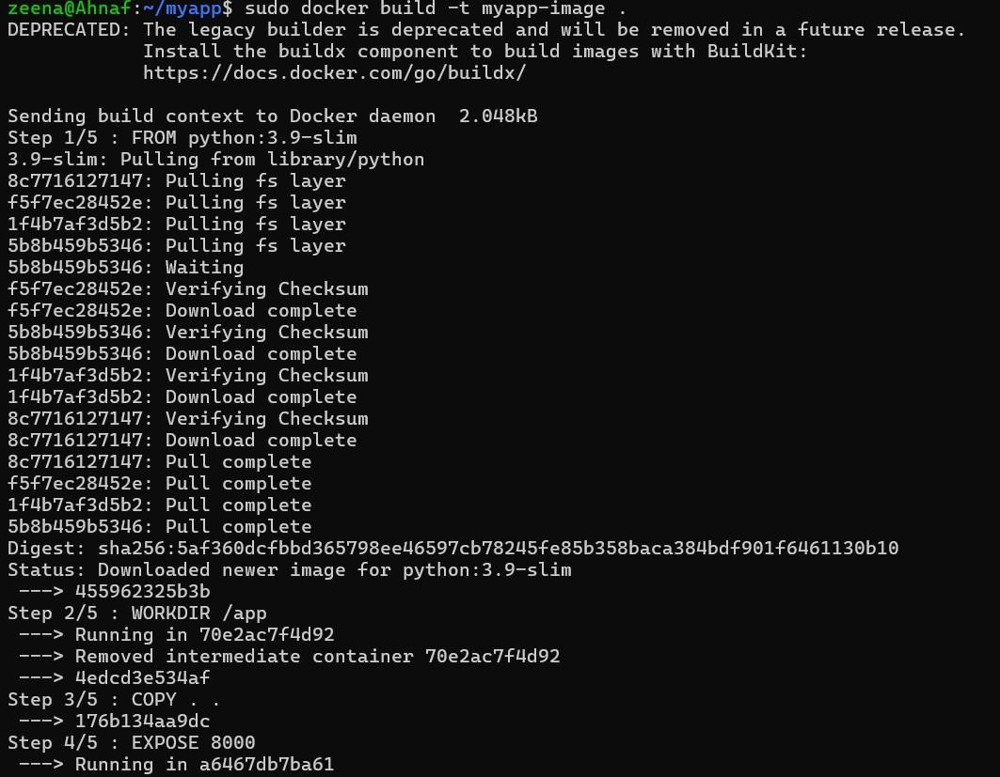 zeena@Ahnaf:~/myapp$ sudo docker build -t myapp-image .
DEPRECATED: The legacy builder is deprecated and will be removed in a future release.
            Install the buildx component to build images with BuildKit:
            https://docs.docker.com/go/buildx/

Sending build context to Docker daemon  2.048kB
Step 1/5 : FROM python:3.9-slim
3.9-slim: Pulling from library/python
8c7716127147: Pulling fs layer
f5f7ec28452e: Pulling fs layer
1f4b7af3d5b2: Pulling fs layer
5b8b459b5346: Pulling fs layer
5b8b459b5346: Waiting
f5f7ec28452e: Verifying Checksum
f5f7ec28452e: Download complete
5b8b459b5346: Verifying Checksum
5b8b459b5346: Download complete
1f4b7af3d5b2: Verifying Checksum
1f4b7af3d5b2: Download complete
8c7716127147: Verifying Checksum
8c7716127147: Download complete
8c7716127147: Pull complete
f5f7ec28452e: Pull complete
1f4b7af3d5b2: Pull complete
5b8b459b5346: Pull complete
Digest: sha256:5af360dcfbbd365798ee46597cb78245fe85b358baca384bdf901f6461130b10
Status: Downloaded newer image for python:3.9-slim
 ---> 455962325b3b
Step 2/5 : WORKDIR /app
 ---> Running in 70e2ac7f4d92
 ---> Removed intermediate container 70e2ac7f4d92
 ---> 4edcd3e534af
Step 3/5 : COPY . .
 ---> 176b134aa9dc
Step 4/5 : EXPOSE 8000
 ---> Running in a6467db7ba61